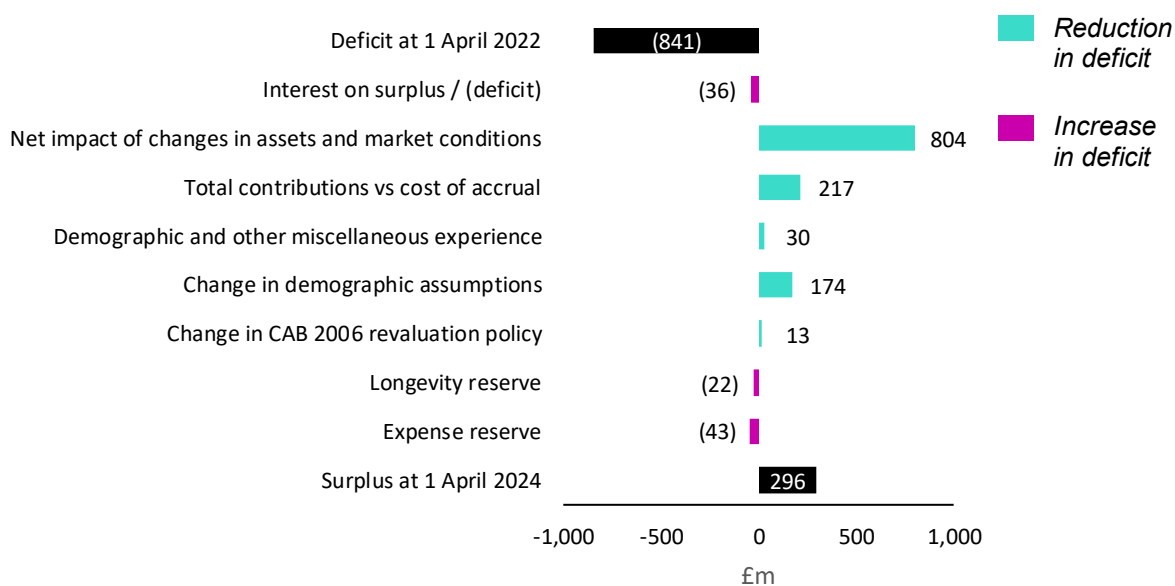 Deficit at 1 April 2022 (841)
Interest on surplus / (deficit) (36)
Net impact of changes in assets and market conditions 804
Total contributions vs cost of accrual 217
Demographic and other miscellaneous experience 30
Change in demographic assumptions 174
Change in CAB 2006 revaluation policy 13
Longevity reserve (22)
Expense reserve (43)
Surplus at 1 April 2024 296
-1,000 -500 0 500 1,000
£m
Reduction
in deficit
Increase
in deficit